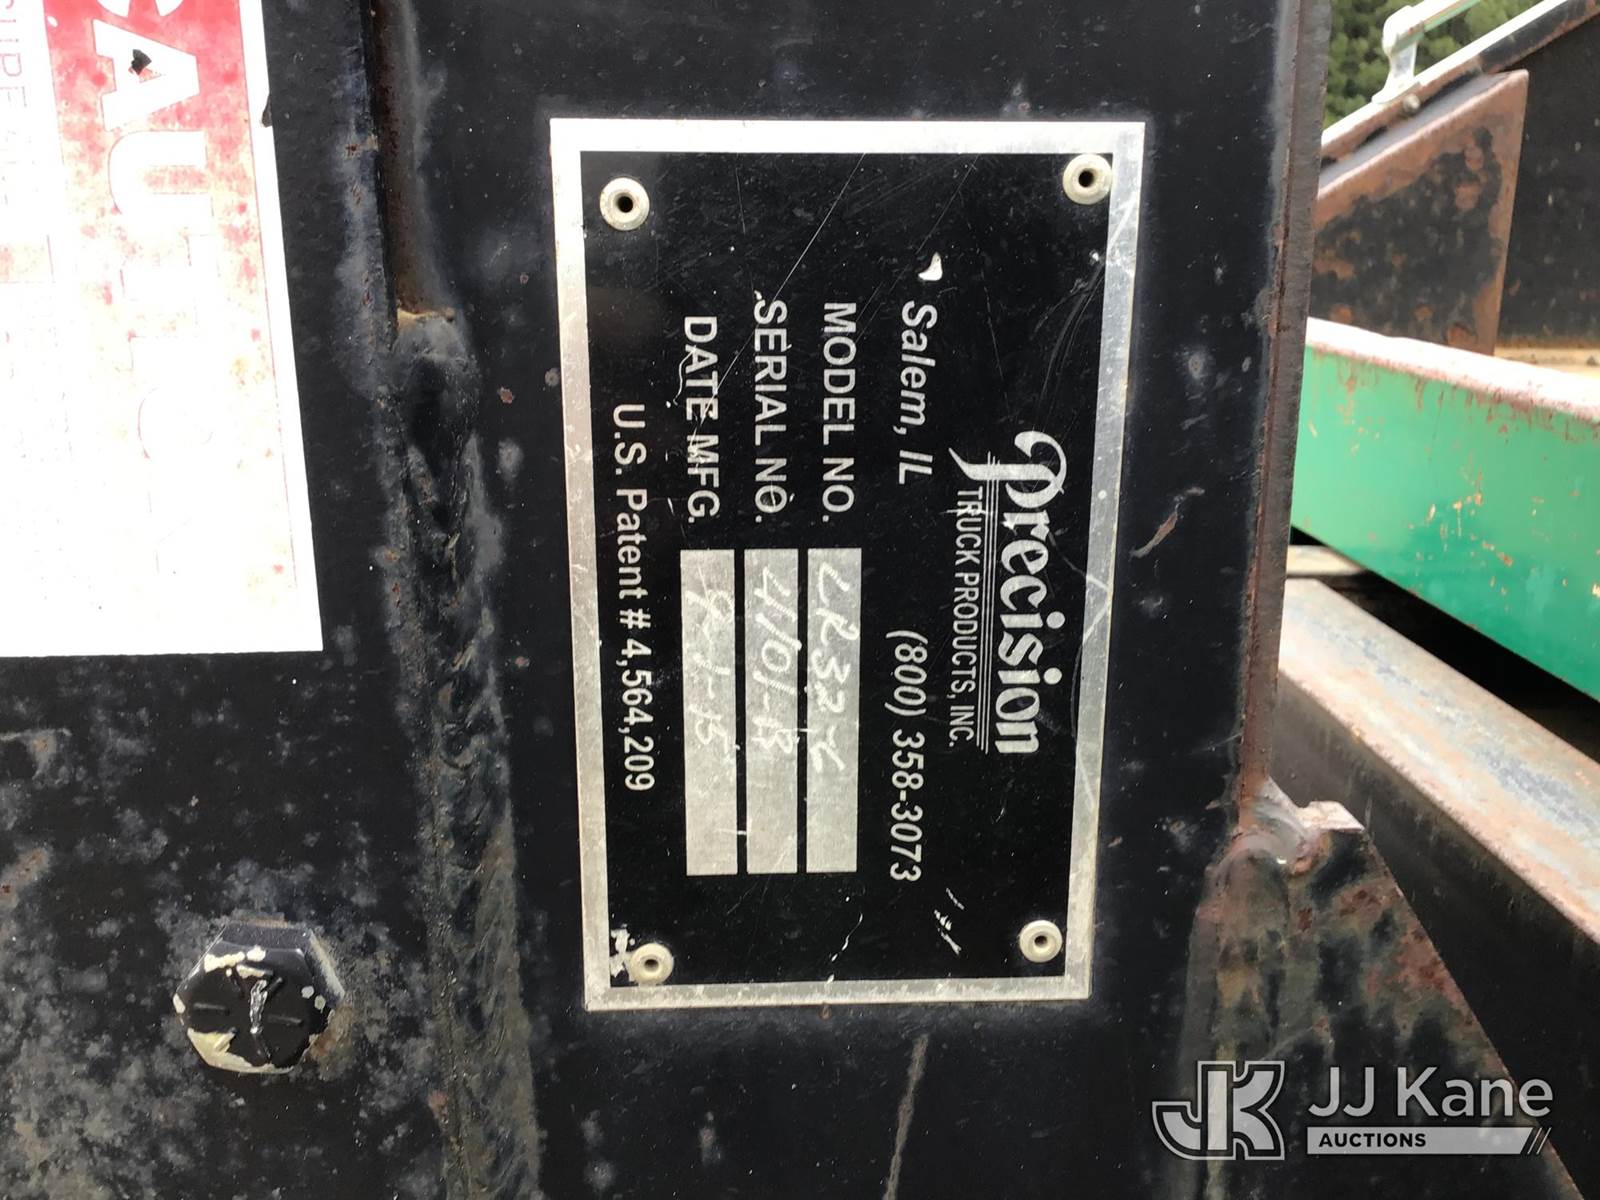 Precision
TRUCK PRODUCTS, INC.
Salem, IL (800) 358-3073
MODEL NO. LR32-L
SERIAL NO. 4101-B
DATE MFG.
U.S. Patent # 4,564,209
JJ Kane
AUCTIONS